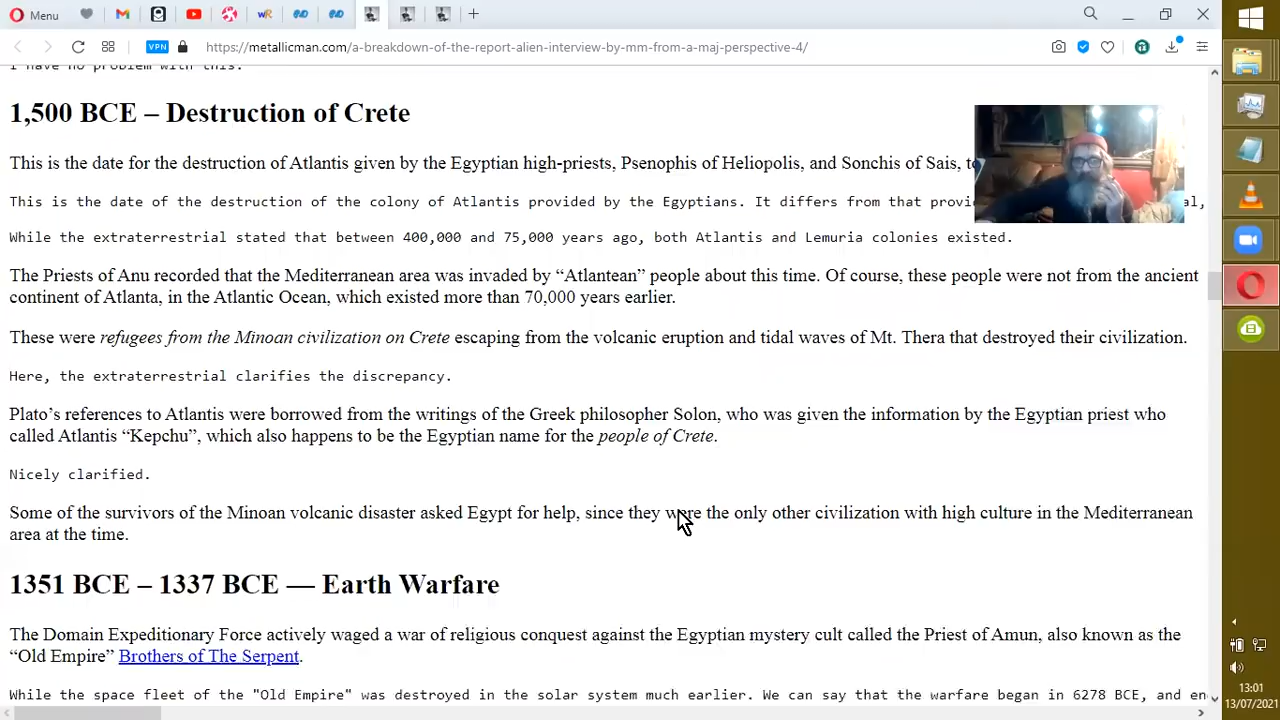 Menu
https://metallicman.com/a-breakdown-of-the-report-alien-interview-by-mm-from-a-maj-perspective-4/
VPN
I have no problem with this.
1,500 BCE – Destruction of Crete
This is the date for the destruction of Atlantis given by the Egyptian high-priests, Psenophis of Heliopolis, and Sonchis of Sais,
This is the date of the destruction of the colony of Atlantis provided by the Egyptians. It differs from that
While the extraterrestrial stated that between 400,000 and 75,000 years ago, both Atlantis and Lemuria colonies existed.
The Priests of Anu recorded that the Mediterranean area was invaded by “Atlantean” people about this time. Of course, these people were not from the ancient
continent of Atlanta, in the Atlantic Ocean, which existed more than 70,000 years earlier.
These were refugees from the Minoan civilization on Crete escaping from the volcanic eruption and tidal waves of Mt. Thera that destroyed their civilization.
Here, the extraterrestrial clarifies the discrepancy.
Plato’s references to Atlantis were borrowed from the writings of the Greek philosopher Solon, who was given the information by the Egyptian priest who
called Atlantis “Kepchu”, which also happens to be the Egyptian name for the people of Crete.
Nicely clarified.
Some of the survivors of the Minoan volcanic disaster asked Egypt for help, since they were the only other civilization with high culture in the Mediterranean
area at the time.
1351 BCE – 1337 BCE — Earth Warfare
The Domain Expeditionary Force actively waged a war of religious conquest against the Egyptian mystery cult called the Priest of Amun, also known as the
“Old Empire” Brothers of The Serpent.
While the space fleet of the "Old Empire" was destroyed in the solar system much earlier. We can say that the warfare began in 6278 BCE, and
13:01
13/07/2021